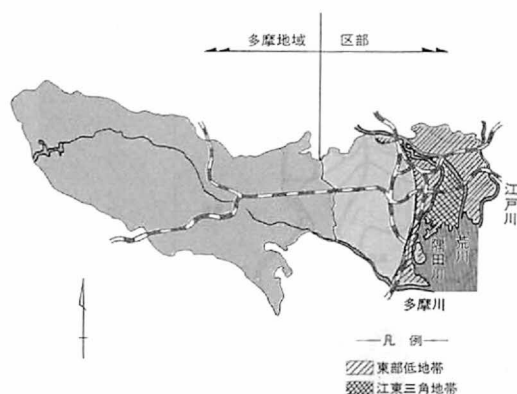 多摩地域 区部
江戸川
荒川
隅田川
多摩川
凡例
東部低地帯
江東三角地帯